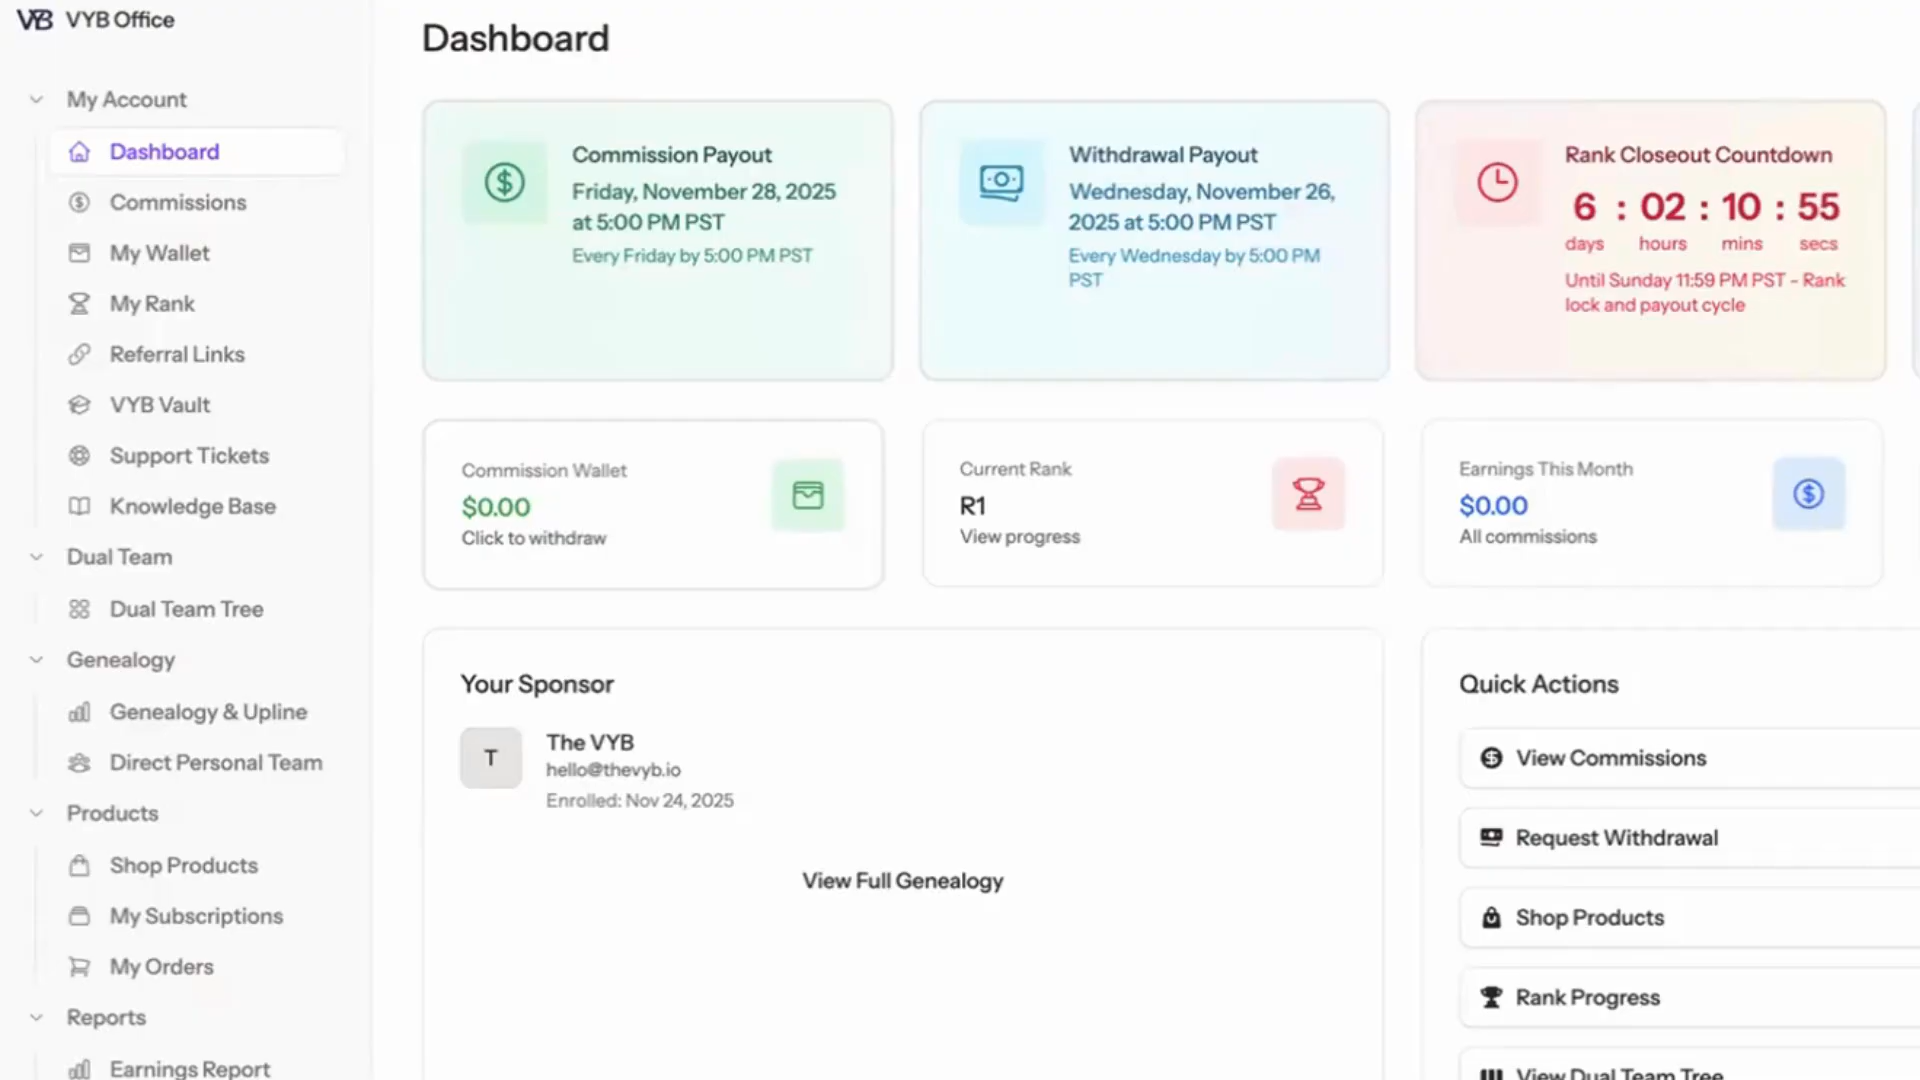 VYB VYB Office
My Account
Dashboard
Commissions
My Wallet
My Rank
Referral Links
VYB Vault
Support Tickets
Knowledge Base
Dual Team
Dual Team Tree
Genealogy
Genealogy & Upline
Direct Personal Team
Products
Shop Products
My Subscriptions
My Orders
Reports
Earnings Report
Dashboard
Commission Payout
Friday, November 28, 2025
at 5:00 PM PST
Every Friday by 5:00 PM PST
Withdrawal Payout
Wednesday, November 26,
2025 at 5:00 PM PST
Every Wednesday by 5:00 PM
PST
Rank Closeout Countdown
6 : 02 : 10 : 55
days hours mins secs
Until Sunday 11:59 PM PST - Rank
lock and payout cycle
Commission Wallet
$0.00
Click to withdraw
Current Rank
R1
View progress
Earnings This Month
$0.00
All commissions
Your Sponsor
T
The VYB
hello@thevyb.io
Enrolled: Nov 24, 2025
View Full Genealogy
Quick Actions
View Commissions
Request Withdrawal
Shop Products
Rank Progress
View Dual Team Tree